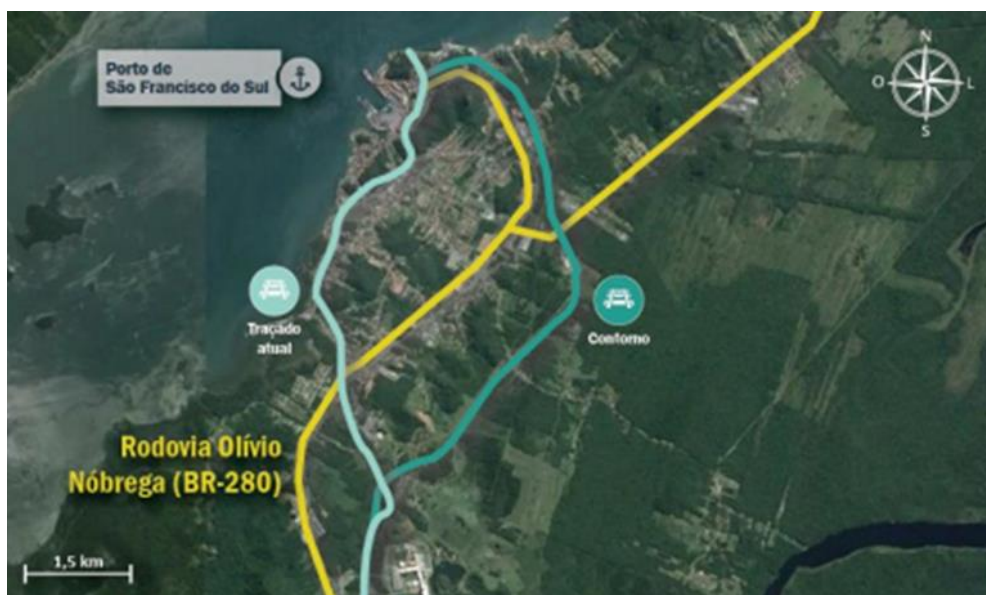 Porto de
São Francisco do Sul
N
O
L
S
Traçado
atual
Contorno
Rodovia Olívio
Nóbrega (BR-280)
1,5 km